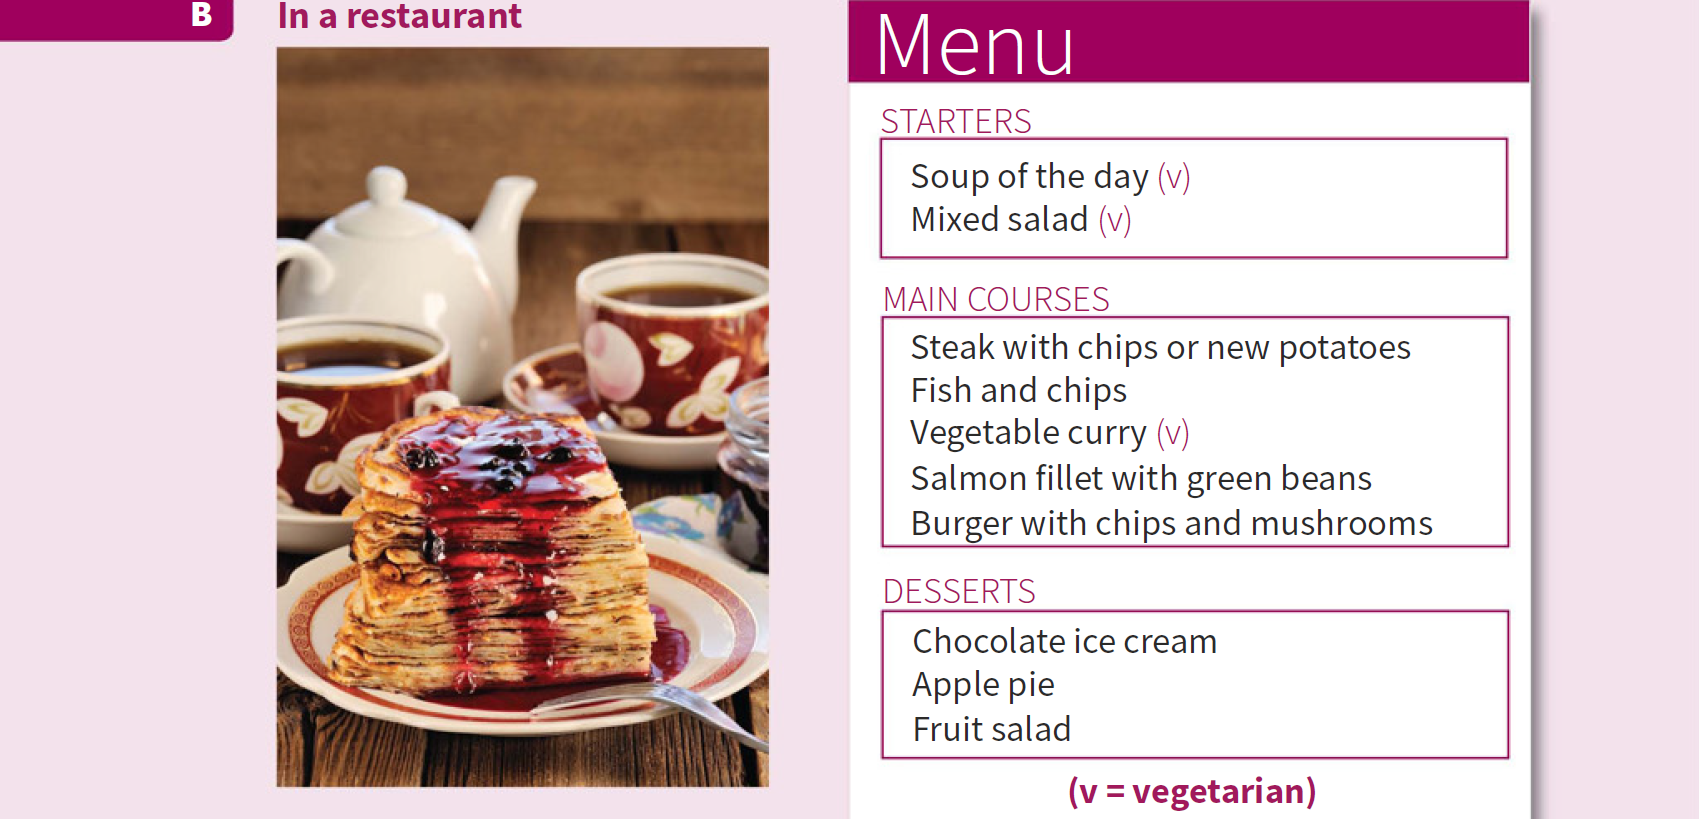 B
In a restaurant
Menu
STARTERS
Soup of the day (v)
Mixed salad (v)
MAIN COURSES
Steak with chips or new potatoes
Fish and chips
Vegetable curry (v)
Salmon fillet with green beans
Burger with chips and mushrooms
DESSERTS
Chocolate ice cream
Apple pie
Fruit salad
(v = vegetarian)